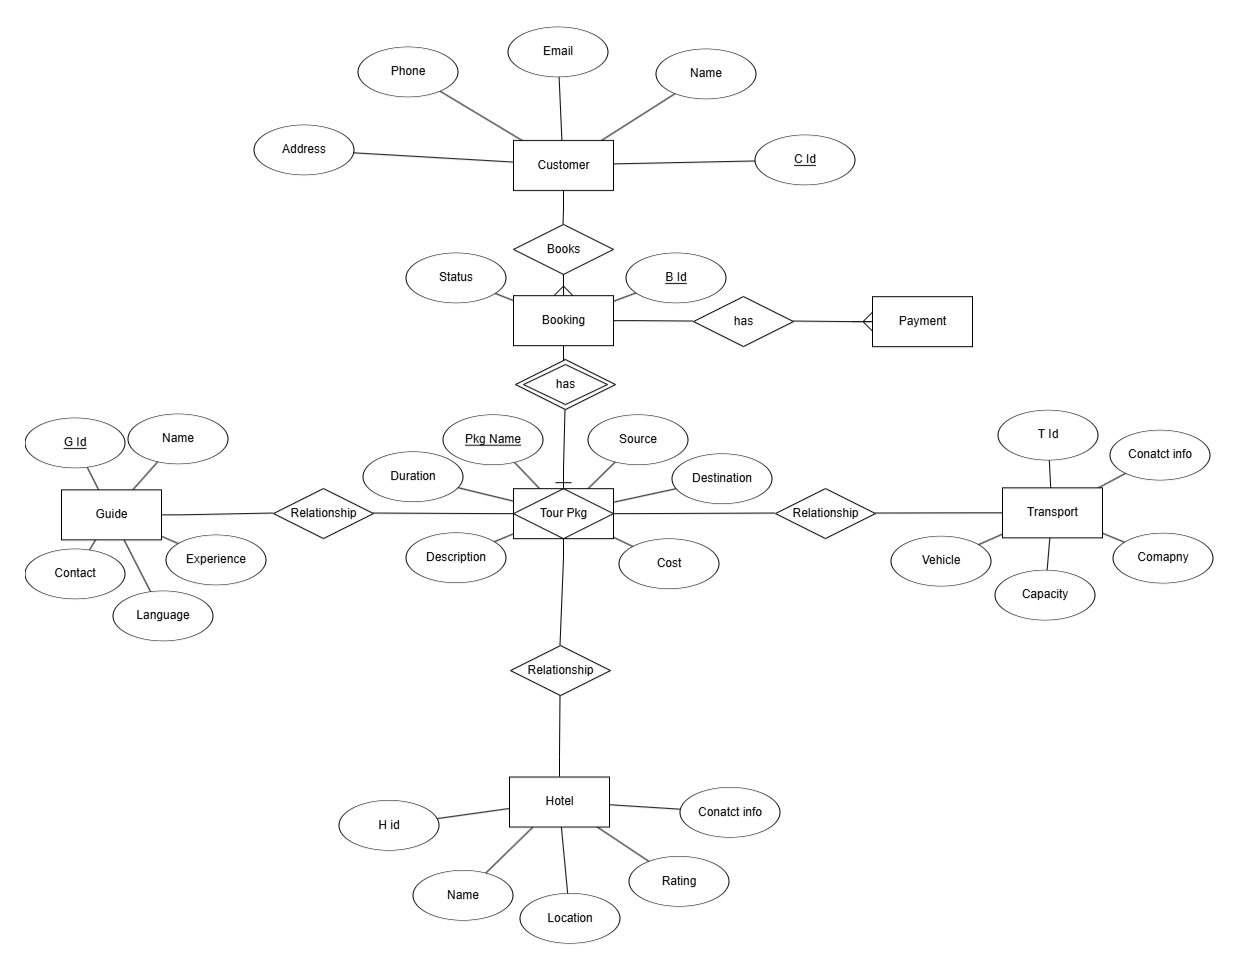 Email
Phone
Name
Address
Customer
C Id
Books
Status
B Id
Booking
has
Payment
has
G Id
Name
Pkg Name
Source
T Id
Conatct info
Duration
Destination
Guide
Relationship
Tour Pkg
Relationship
Transport
Contact
Experience
Description
Cost
Vehicle
Comapny
Language
Capacity
Relationship
Hotel
H id
Conatct info
Name
Rating
Location